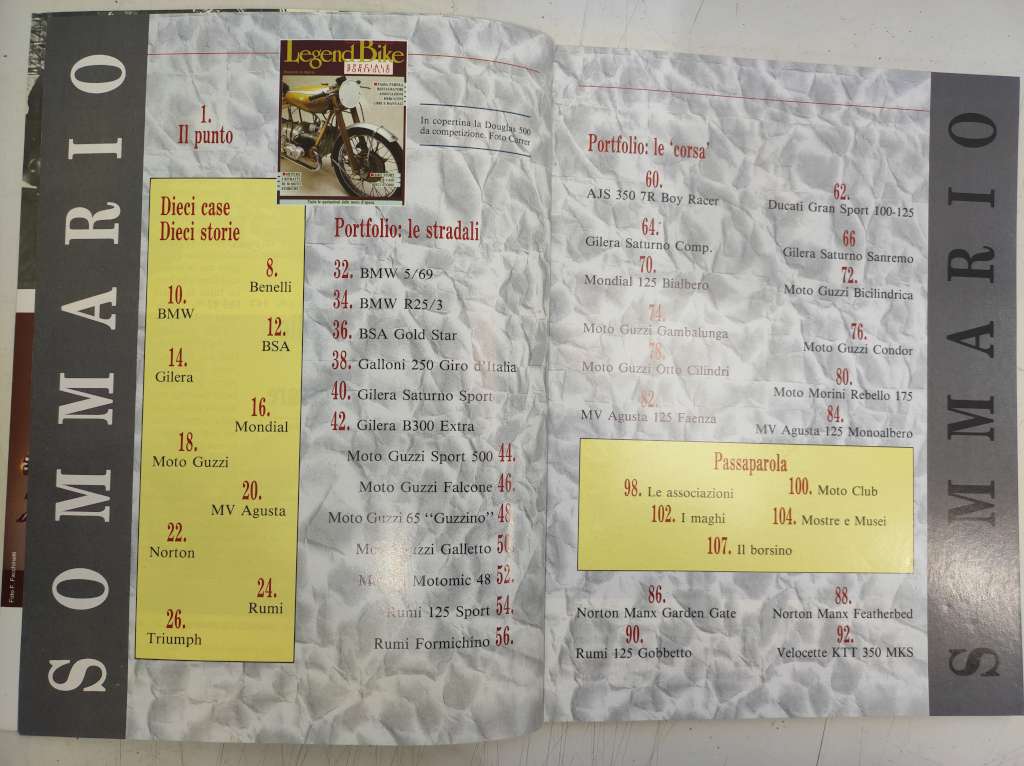 SOMMARIO
1.
Il punto
Legend Bike
SPECIALE
PORTFOLIO
In copertina la Douglas 500
da competizione. Foto Carrer
Dieci case
Dieci storie
8.
Benelli
10.
BMW
12.
BSA
14.
Gilera
16.
Mondial
18.
Moto Guzzi
20.
MV Agusta
22.
Norton
24.
Rumi
26.
Triumph
Portfolio: le stradali
32. BMW 5/69
34. BMW R25/3
36. BSA Gold Star
38. Galloni 250 Giro d'Italia
40. Gilera Saturno Sport
42. Gilera B300 Extra
Moto Guzzi Sport 500 44.
Moto Guzzi Falcone 46.
Moto Guzzi 65 “Guzzino” 48.
Guzzi Galletto 50.
Motomic 48 52.
Rumi 125 Sport 54.
Rumi Formichino 56.
Portfolio: le ‘corsa’
60.
AJS 350 7R Boy Racer
62.
Ducati Gran Sport 100-125
64.
Gilera Saturno Comp.
66
Gilera Saturno Sanremo
70.
Mondial 125 Bialbero
72.
Moto Guzzi Bicilindrica
74.
Moto Guzzi Gambalunga
76.
Moto Guzzi Condor
78.
Moto Guzzi Otto Cilindri
80.
Moto Morini Rebello 175
82.
MV Agusta 125 Faenza
84.
MV Agusta 125 Monoalbero
Passaparola
98. Le associazioni
100. Moto Club
102. I maghi
104. Mostre e Musei
107. Il borsino
86.
Norton Manx Garden Gate
88.
Norton Manx Featherbed
90.
Rumi 125 Gobbetto
92.
Velocette KTT 350 MKS
SOMMARIO